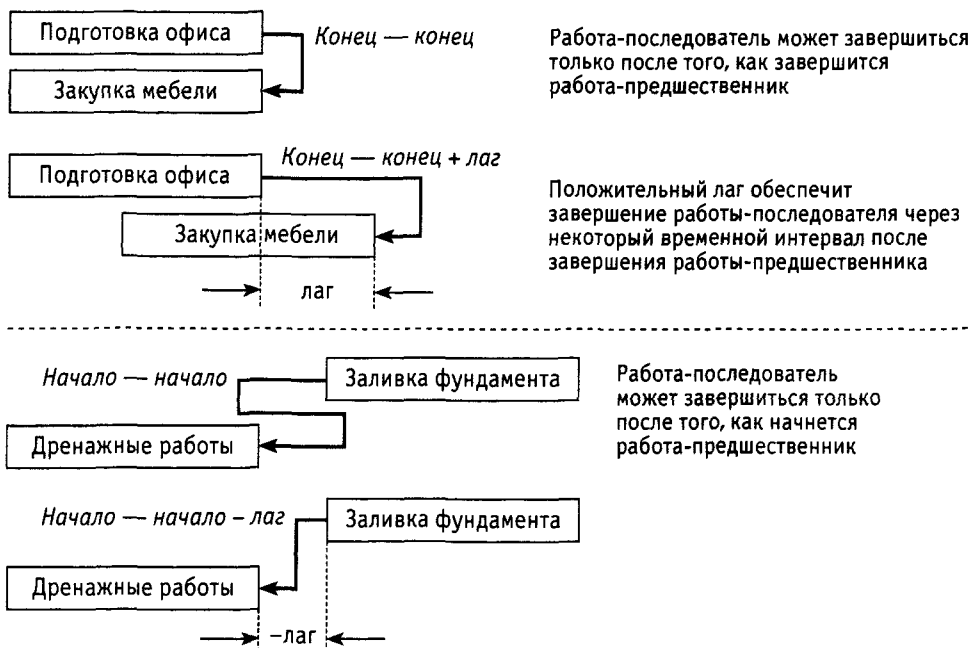 Подготовка офиса
Конец — конец
Закупка мебели
Работа-последователь может завершиться
только после того, как завершится
работа-предшественник
Конец — конец + лаг
Подготовка офиса
Закупка мебели
лаг
Положительный лаг обеспечит
завершение работы-последователя через
некоторый временной интервал после
завершения работы-предшественника
Начало — начало
Заливка фундамента
Дренажные работы
Работа-последователь
может завершиться только
после того, как начнется
работа-предшественник
Начало — начало – лаг
Заливка фундамента
Дренажные работы
–лаг